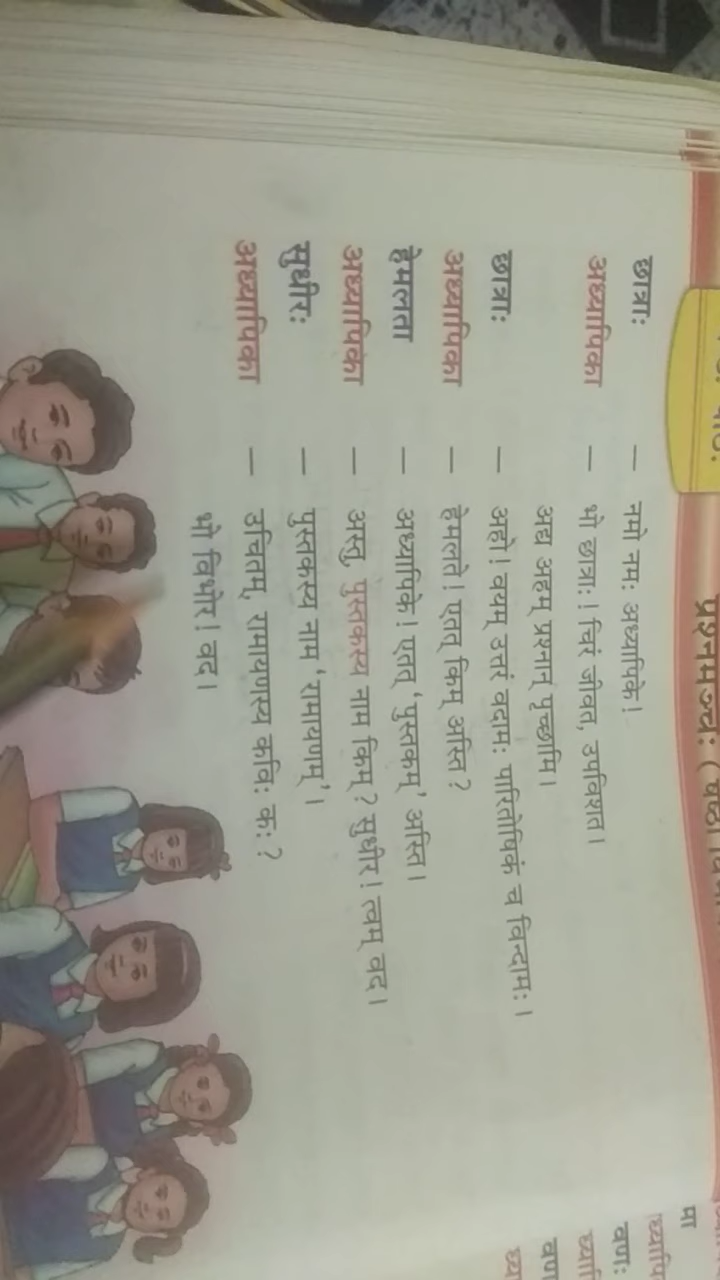 पाठः
प्रश्नमञ्चः
छात्राः – नमो नमः अध्यापिके!
अध्यापिका – भो छात्राः! चिरं जीवत, उपविशत।
अद्य अहम् प्रश्नान् पृच्छामि।
छात्राः – अहो! वयम् उत्तरं वदामः पारितोषिकं च विन्दामः।
अध्यापिका – हेमलते! एतत् किम् अस्ति?
हेमलता – अध्यापिके! एतत् 'पुस्तकम्' अस्ति।
अध्यापिका – अस्तु पुस्तकस्य नाम किम्? सुधीर! त्वम् वद।
सुधीरः – पुस्तकस्य नाम 'रामायणम्'।
अध्यापिका – उचितम्, रामायणस्य कविः कः?
भो विभोर! वद।